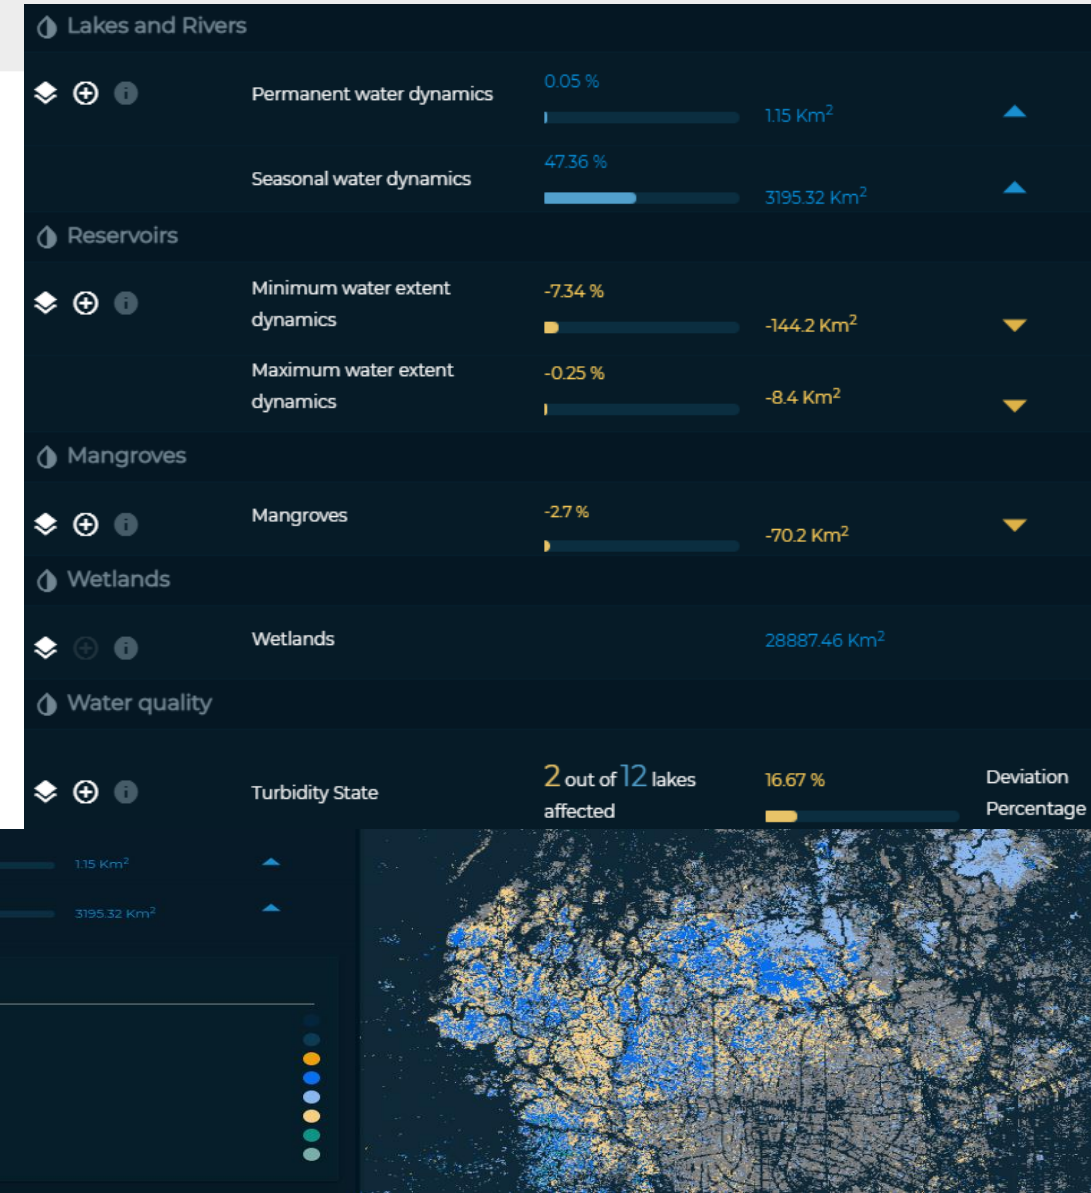 Lakes and Rivers
Permanent water dynamics
0.05 %
1.15 Km²
Seasonal water dynamics
47.36 %
3195.32 Km²
Reservoirs
Minimum water extent
dynamics
-7.34 %
-144.2 Km²
Maximum water extent
dynamics
-0.25 %
-8.4 Km²
Mangroves
Mangroves
-2.7 %
-70.2 Km²
Wetlands
Wetlands
28887.46 Km²
Water quality
Turbidity State
2 out of 12 lakes
affected
16.67 %
Deviation
Percentage
1.15 Km²
3195.32 Km²